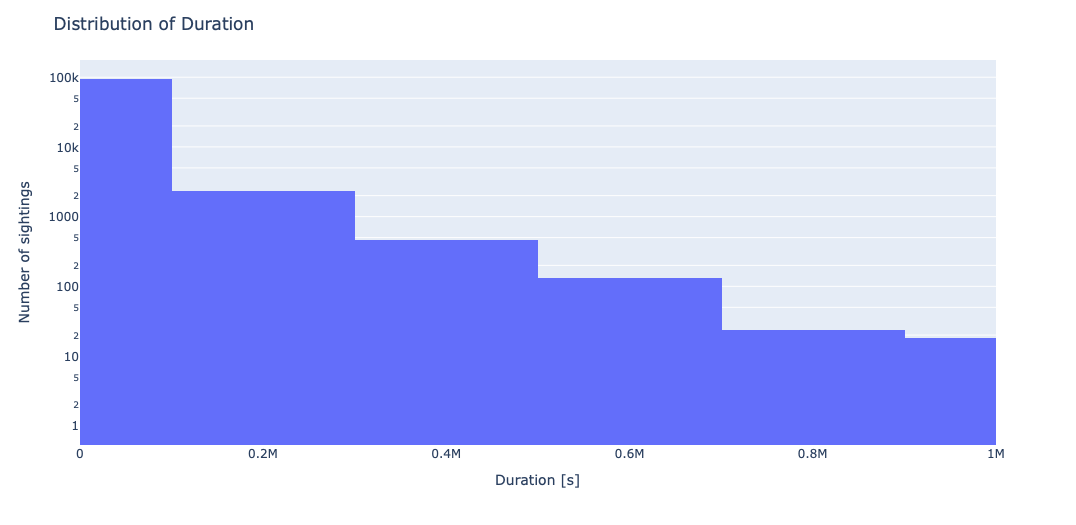 Distribution of Duration
Number of sightings
100k
5
2
10k
5
2
1000
5
2
100
5
2
10
5
2
1
0
0.2M
0.4M
0.6M
0.8M
1M
Duration [s]